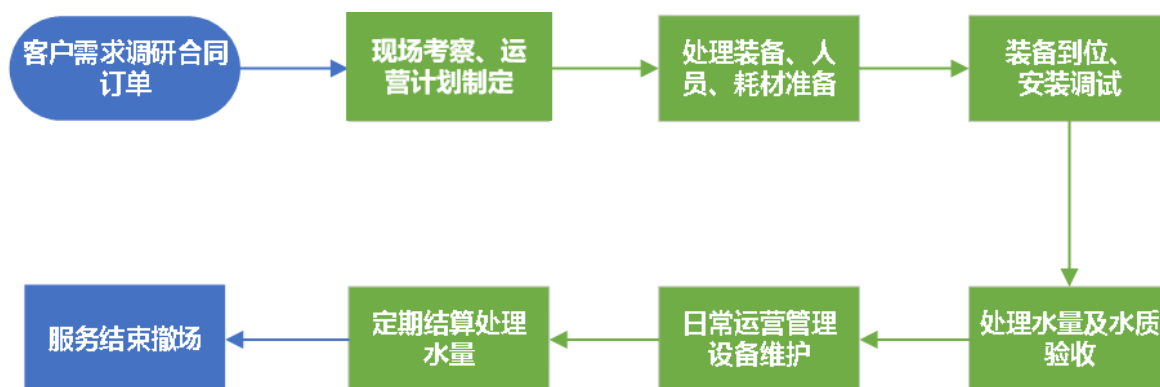 客户需求调研合同
订单
现场考察、运
营计划制定
处理装备、人
员、耗材准备
装备到位、
安装调试
处理水量及水质
验收
日常运营管理
设备维护
定期结算处理
水量
服务结束撤场